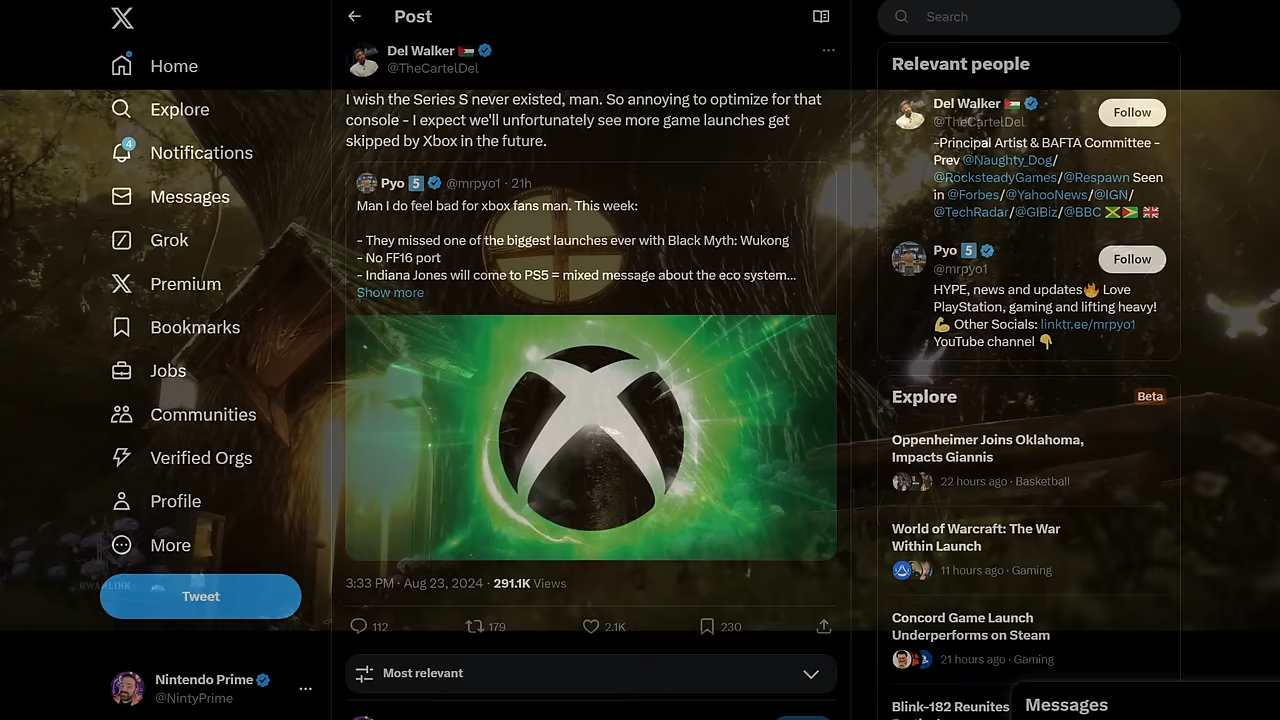 Home
Explore
4
Notifications
Messages
Grok
Premium
Bookmarks
Jobs
Communities
Verified Orgs
Profile
More
Tweet
Nintendo Prime
@NintyPrime
Post
Del Walker
@TheCartelDel
I wish the Series S never existed, man. So annoying to optimize for that
console - I expect we'll unfortunately see more game launches get
skipped by Xbox in the future.
Pyo 5 @mrpyo1 · 21h
Man I do feel bad for xbox fans man. This week:
- They missed one of the biggest launches ever with Black Myth: Wukong
- No FF16 port
- Indiana Jones will come to PS5 = mixed message about the eco system...
Show more
3:33 PM · Aug 23, 2024 · 291.1K Views
112 179 2.1K 230
Most relevant
Search
Relevant people
Del Walker
Follow
@TheCartelDel
-Principal Artist & BAFTA Committee -
Prev @Naughty_Dog/
@RocksteadyGames/@Respawn Seen
in @Forbes/@YahooNews/@IGN/
@TechRadar/@GIBiz/@BBC
Pyo 5
Follow
@mrpyo1
HYPE, news and updates🔥 Love
PlayStation, gaming and lifting heavy!
💪 Other Socials: linktr.ee/mrpyo1
YouTube channel 👇
Explore
Beta
Oppenheimer Joins Oklahoma,
Impacts Giannis
22 hours ago · Basketball
World of Warcraft: The War
Within Launch
11 hours ago · Gaming
Concord Game Launch
Underperforms on Steam
21 hours ago · Gaming
Blink-182 Reunites
Messages